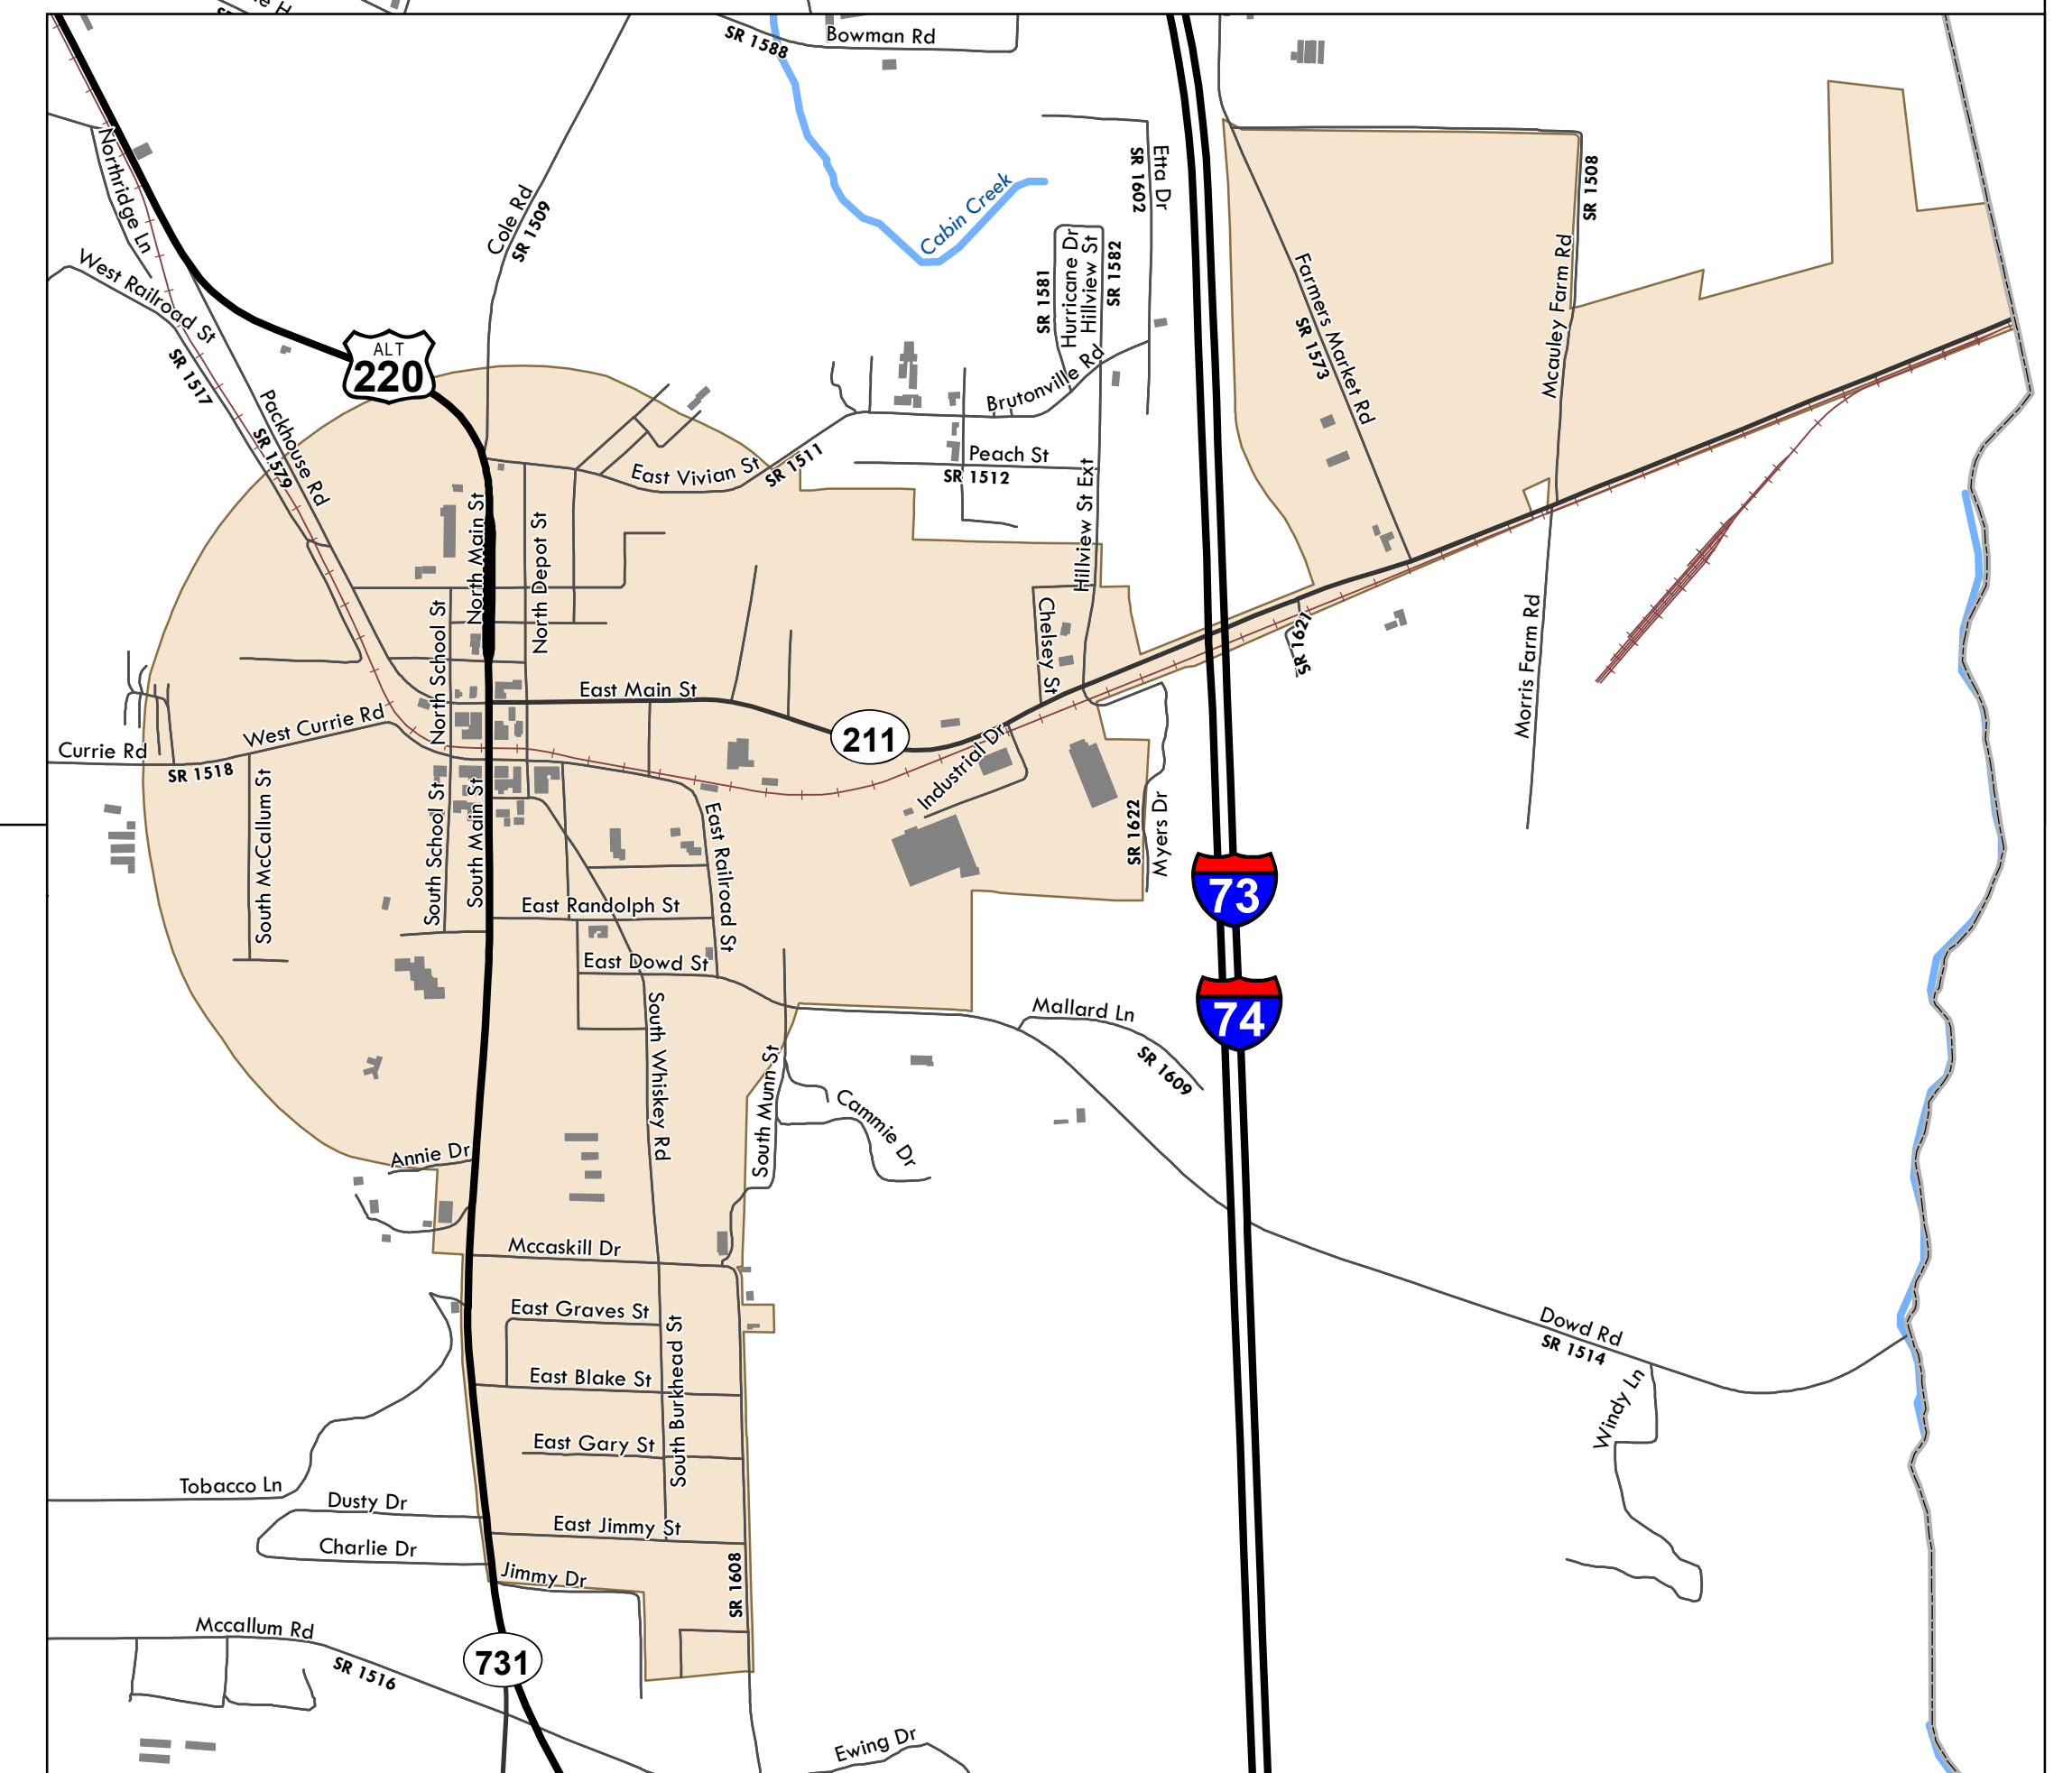 SR 1588
Bowman Rd
Northridge Ln
Cole Rd
SR 1509
Cabin Creek
SR 1602
Etta Dr
SR 1508
West Railroad St
SR 1517
SR 1581
Hurricane Dr
Hillview St
SR 1582
Farmers Market Rd
SR 1573
Mcauley Farm Rd
ALT
220
Packhouse Rd
SR 1579
Brutonville Rd
East Vivian St
SR 1511
Peach St
SR 1512
Hillview St Ext
North Main St
North Depot St
North School St
Chelsey St
SR 1621
Morris Farm Rd
East Main St
211
Currie Rd
SR 1518
West Currie Rd
Industrial Dr
South McCallum St
South School St
South Main St
East Railroad St
SR 1622
Myers Dr
73
East Randolph St
East Dowd St
74
South Whiskey Rd
Mallard Ln
SR 1609
South Munn St
Cammie Dr
Annie Dr
Mccaskill Dr
East Graves St
South Burkhead St
Dowd Rd
SR 1514
Windy Ln
East Blake St
East Gary St
Tobacco Ln
Dusty Dr
East Jimmy St
Charlie Dr
Jimmy Dr
SR 1608
Mccallum Rd
SR 1516
731
Ewing Dr